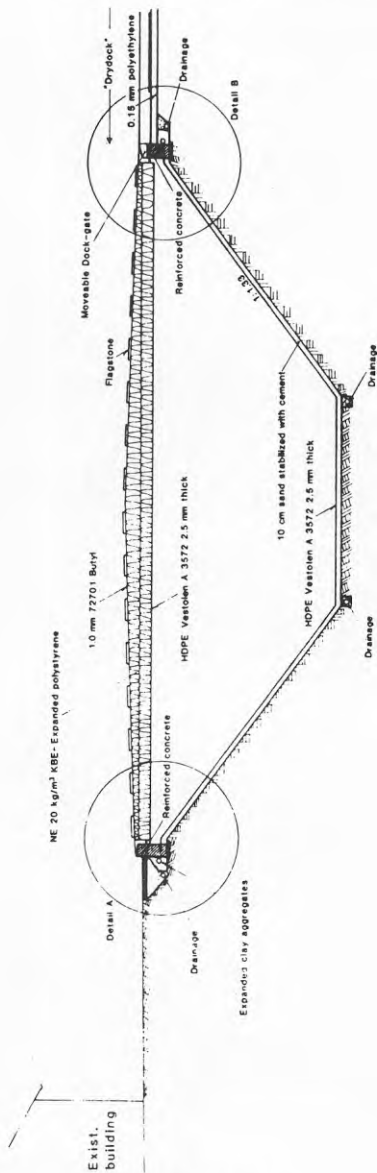 Exist.
building
Detail A
Drainage
Expanded clay aggregates
Reinforced concrete
NE 20 kg/m³ KBE-Expanded polystyrene
1.0 mm 72701 Butyl
HDPE Vestolen A 3572 2.5 mm thick
Flagstone
Moveable Dock-gate
Reinforced concrete
"Drydock"
0.15 mm polyethylene
Drainage
Detail B
1:1.33
10 cm sand stabilized with cement
HDPE Vestolen A 3572 2.5 mm thick
Drainage
Drainage